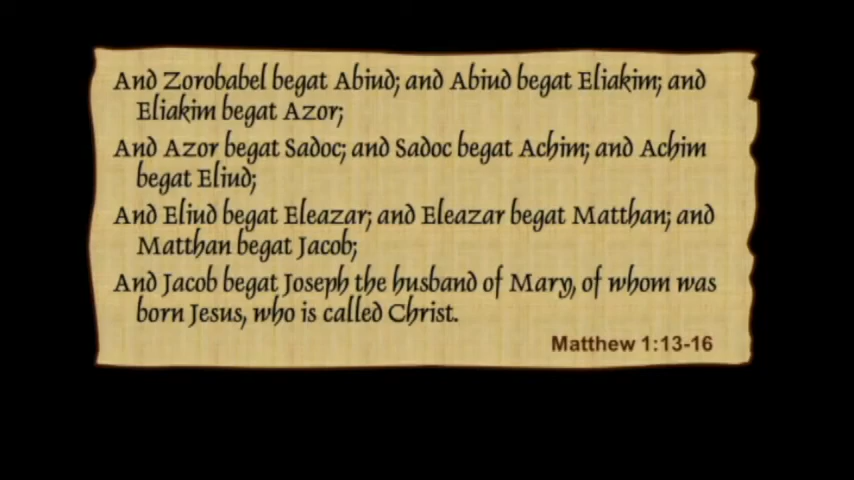 And Zorobabel begat Abiud; and Abiud begat Eliakim; and
Eliakim begat Azor;
And Azor begat Sadoc; and Sadoc begat Achim; and Achim
begat Eliud;
And Eliud begat Eleazar; and Eleazar begat Matthan; and
Matthan begat Jacob;
And Jacob begat Joseph the husband of Mary, of whom was
born Jesus, who is called Christ.
Matthew 1:13-16